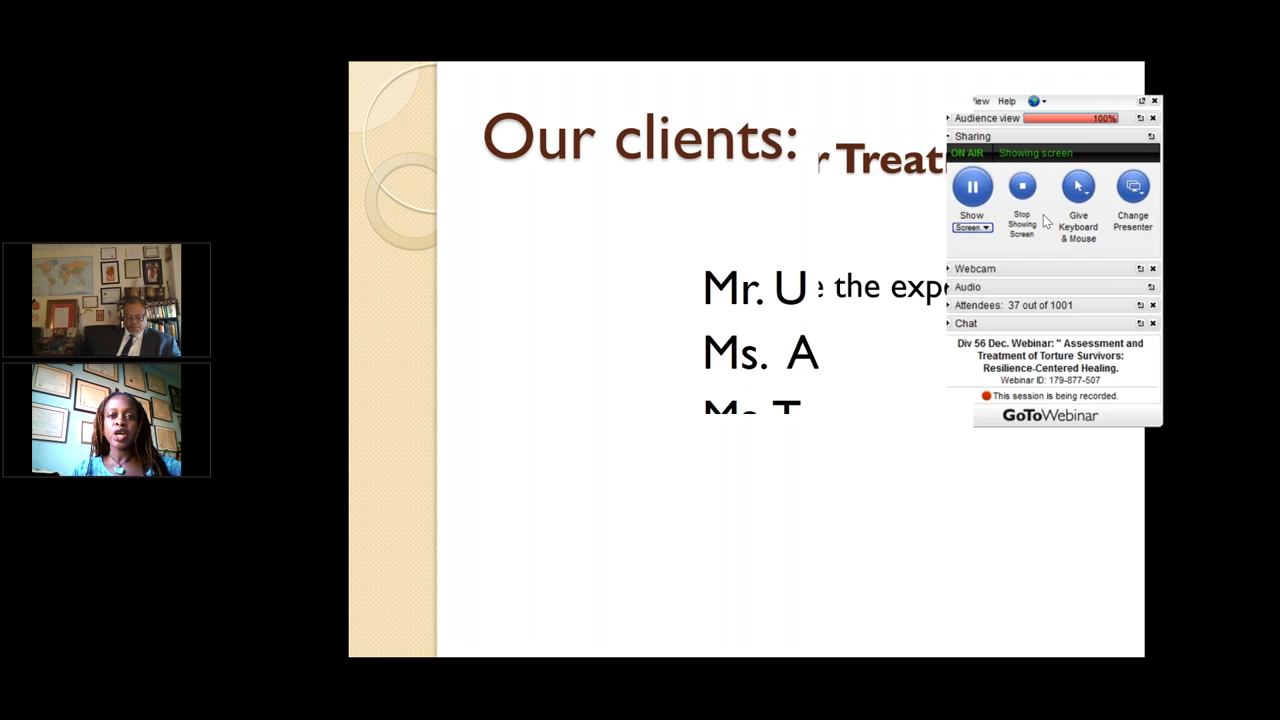 Our clients:
r Treat
Mr. U
e the exp
Ms. A
Ms T
View Help
Audience view 100%
Sharing
ON AIR Showing screen
Show
Screen
Stop
Showing
Screen
Give
Keyboard
& Mouse
Change
Presenter
Webcam
Audio
Attendees: 37 out of 1001
Chat
Div 56 Dec. Webinar: " Assessment and
Treatment of Torture Survivors:
Resilience-Centered Healing.
Webinar ID: 179-877-507
This session is being recorded.
GoToWebinar